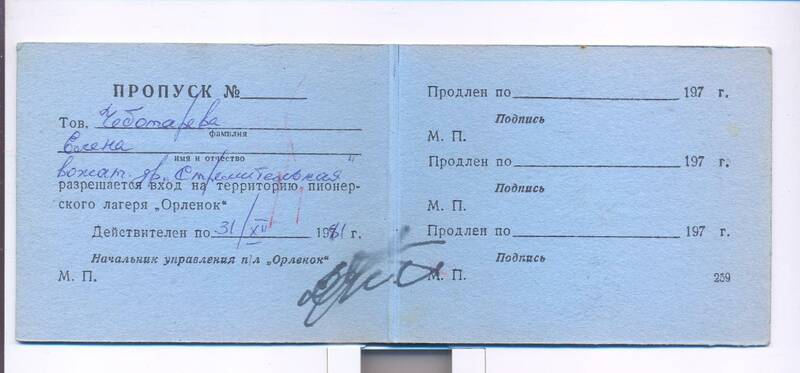 ПРОПУСК №
Тов. Чеботарева
фамилия
Елена
имя и отчество
вожат. др. „Стремительная"
разрешается вход на территорию пионер-
ского лагеря „Орленок"
Действителен по 31/XII 1981 г.
Начальник управления п/л „Орленок"
М. П.
Продлен по 197 г.
Подпись
М. П.
Продлен по 197 г.
Подпись
М. П.
Продлен по 197 г.
Подпись
М. П.
259